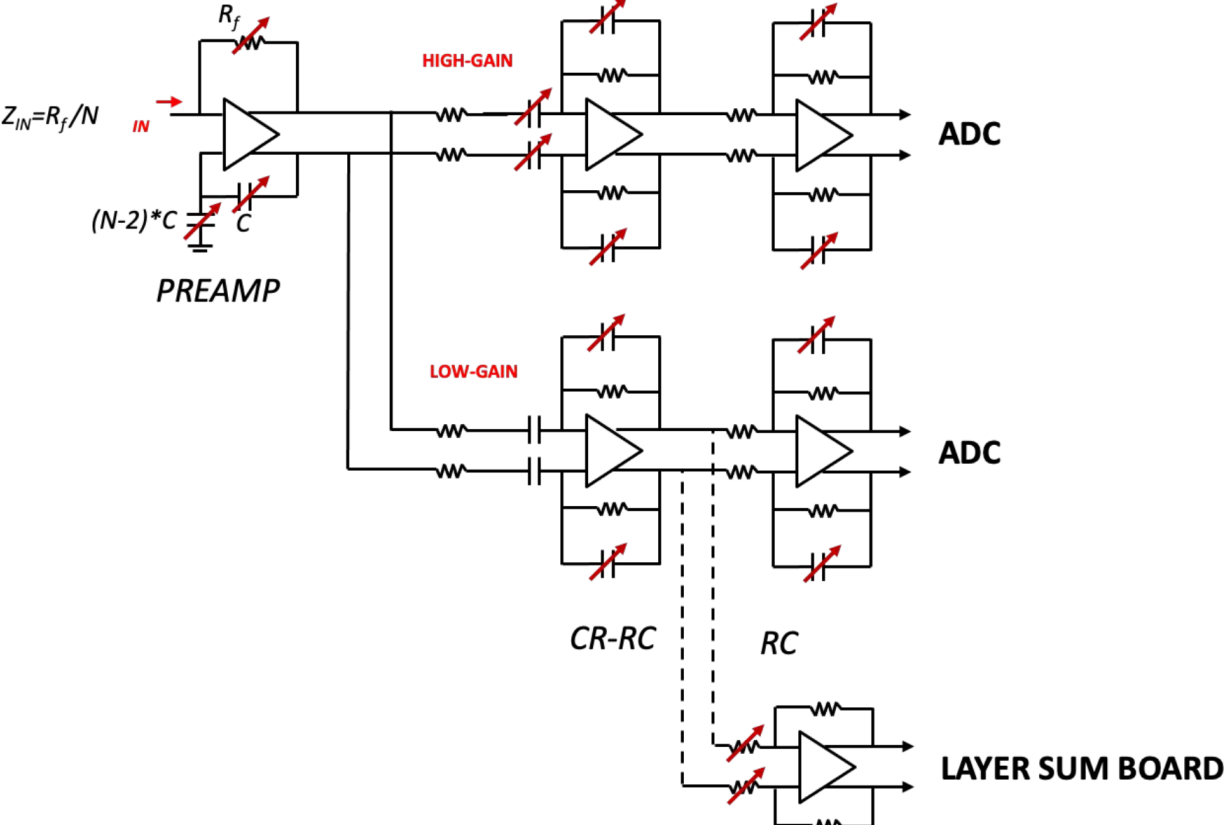 R_f
HIGH-GAIN
Z_IN=R_f/N
IN
ADC
(N-2)*C
C
PREAMP
LOW-GAIN
ADC
CR-RC
RC
LAYER SUM BOARD